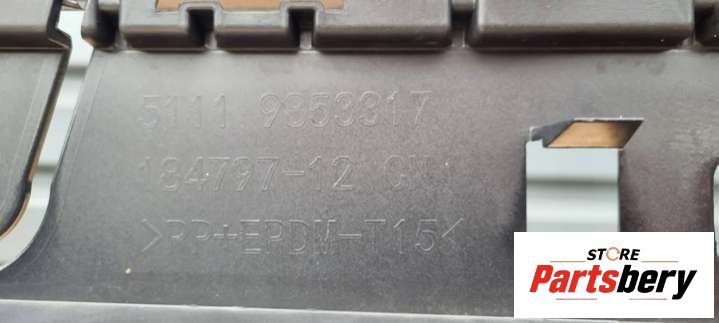 5111 9853317
184797-12
>PP+EPDM-T15<
STORE
Partsbery